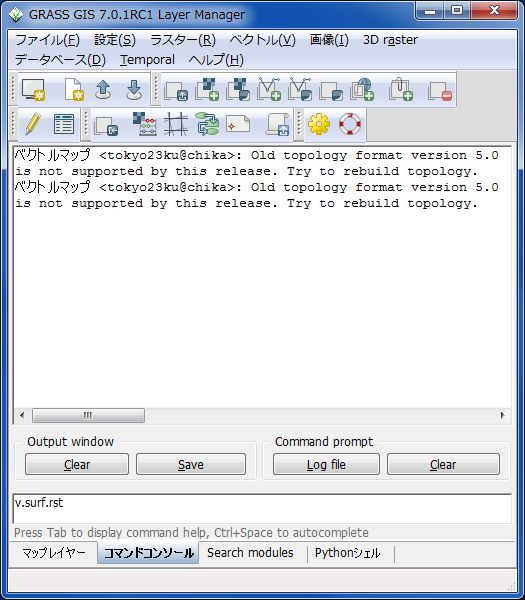 GRASS GIS 7.0.1RC1 Layer Manager
ファイル(F) 設定(S) ラスター(R) ベクトル(V) 画像(I) 3D raster
データベース(D) Temporal ヘルプ(H)
ベクトルマップ <tokyo23ku@chika>: Old topology format version 5.0
is not supported by this release. Try to rebuild topology.
ベクトルマップ <tokyo23ku@chika>: Old topology format version 5.0
is not supported by this release. Try to rebuild topology.
Output window Command prompt
Clear Save Log file Clear
v.surf.rst
Press Tab to display command help, Ctrl+Space to autocomplete
マップレイヤー コマンドコンソール Search modules Pythonシェル